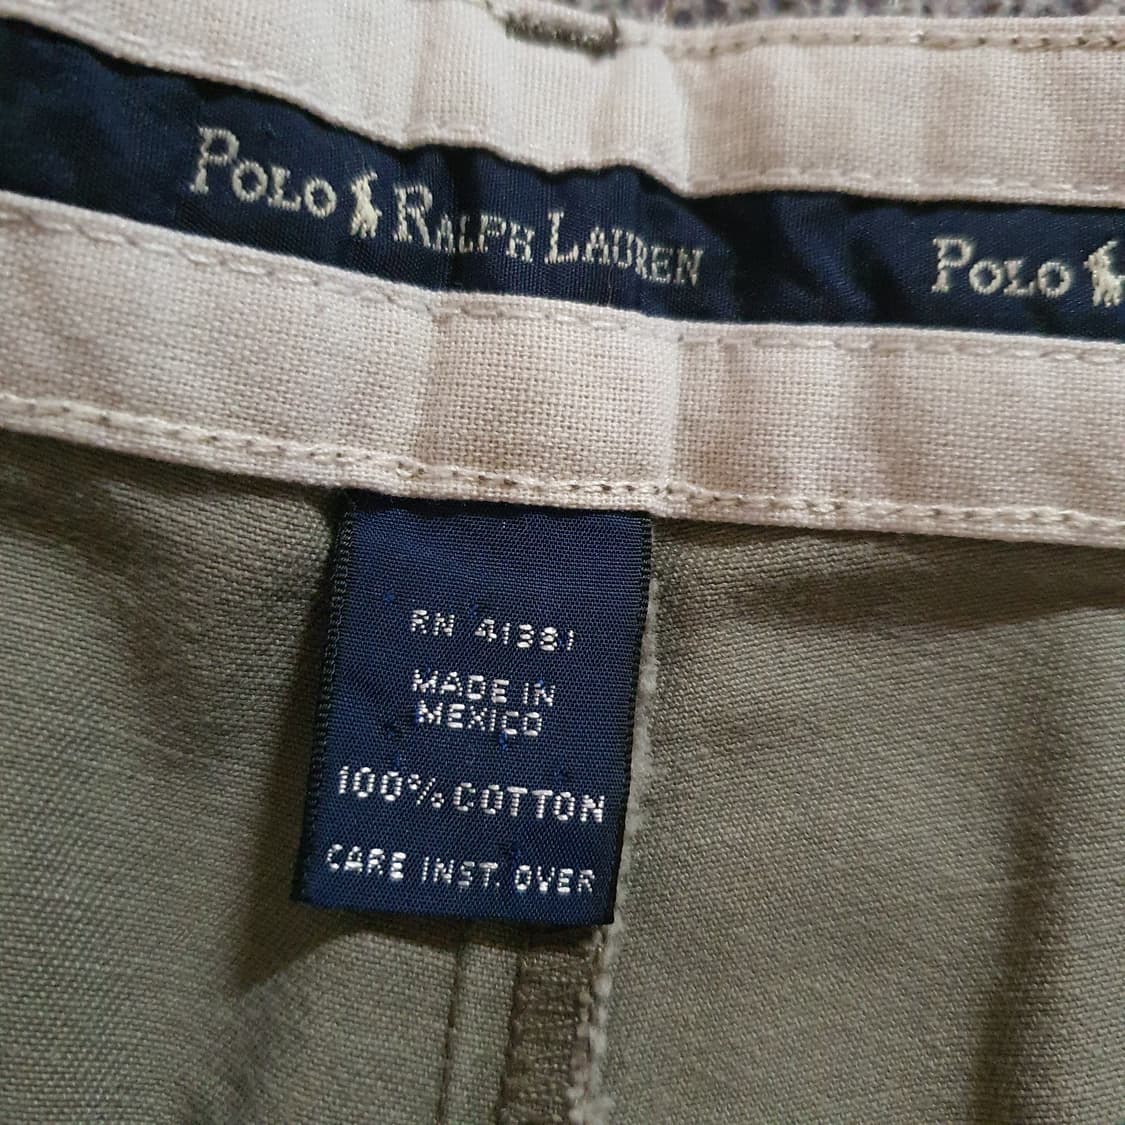 POLO RALPH LAUREN POLO
RN 41381
MADE IN
MEXICO
100% COTTON
CARE INST. OVER